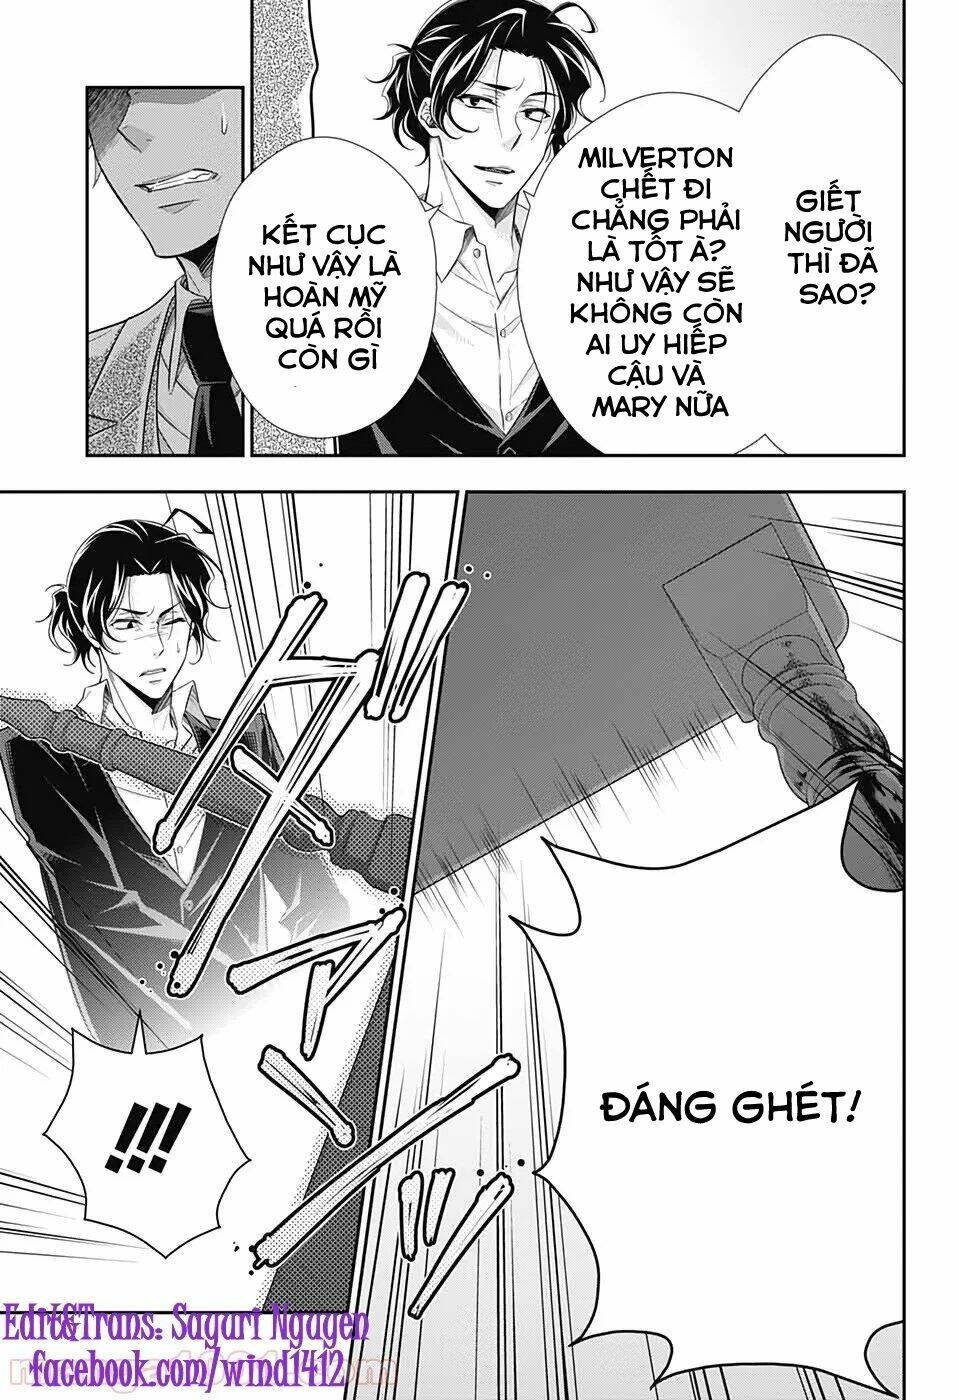 GIẾT
NGƯỜI
THÌ ĐÃ
SAO?
MILVERTON
CHẾT ĐI
CHẲNG PHẢI
LÀ TỐT À?
NHƯ VẬY SẼ
KHÔNG CÒN
AI UY HIẾP
CẬU VÀ
MARY NỮA
KẾT CỤC
NHƯ VẬY LÀ
HOÀN MỸ
QUÁ RỒI
CÒN GÌ
ĐÁNG GHÉT!
!!!
Edit&Trans: Sayuri Nguyen
facebook.com/wind1412